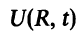 U(R, t)